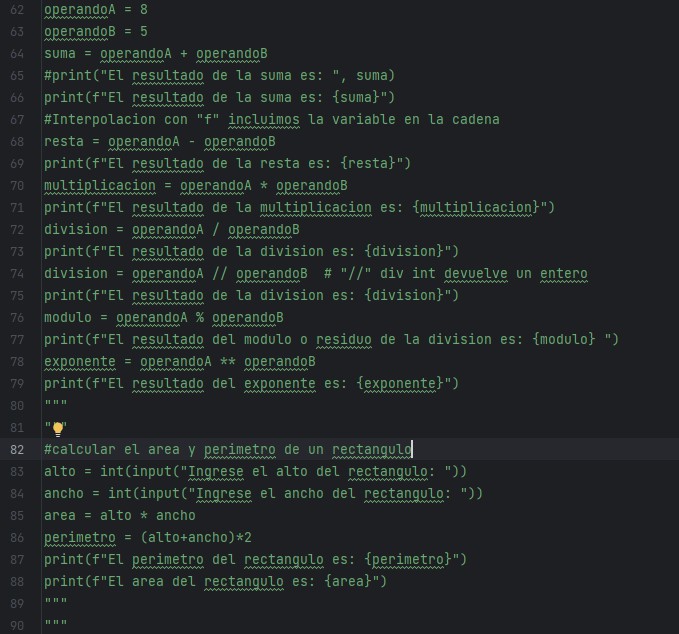 62 operandoA = 8
63 operandoB = 5
64 suma = operandoA + operandoB
65 #print("El resultado de la suma es: ", suma)
66 print(f"El resultado de la suma es: {suma}")
67 #Interpolacion con "f" incluimos la variable en la cadena
68 resta = operandoA - operandoB
69 print(f"El resultado de la resta es: {resta}")
70 multiplicacion = operandoA * operandoB
71 print(f"El resultado de la multiplicacion es: {multiplicacion}")
72 division = operandoA / operandoB
73 print(f"El resultado de la division es: {division}")
74 division = operandoA // operandoB  # "//" div int devuelve un entero
75 print(f"El resultado de la division es: {division}")
76 modulo = operandoA % operandoB
77 print(f"El resultado del modulo o residuo de la division es: {modulo} ")
78 exponente = operandoA ** operandoB
79 print(f"El resultado del exponente es: {exponente}")
80 """
81 """
82 #calcular el area y perimetro de un rectangulo
83 alto = int(input("Ingrese el alto del rectangulo: "))
84 ancho = int(input("Ingrese el ancho del rectangulo: "))
85 area = alto * ancho
86 perimetro = (alto+ancho)*2
87 print(f"El perimetro del rectangulo es: {perimetro}")
88 print(f"El area del rectangulo es: {area}")
89 """
90 """